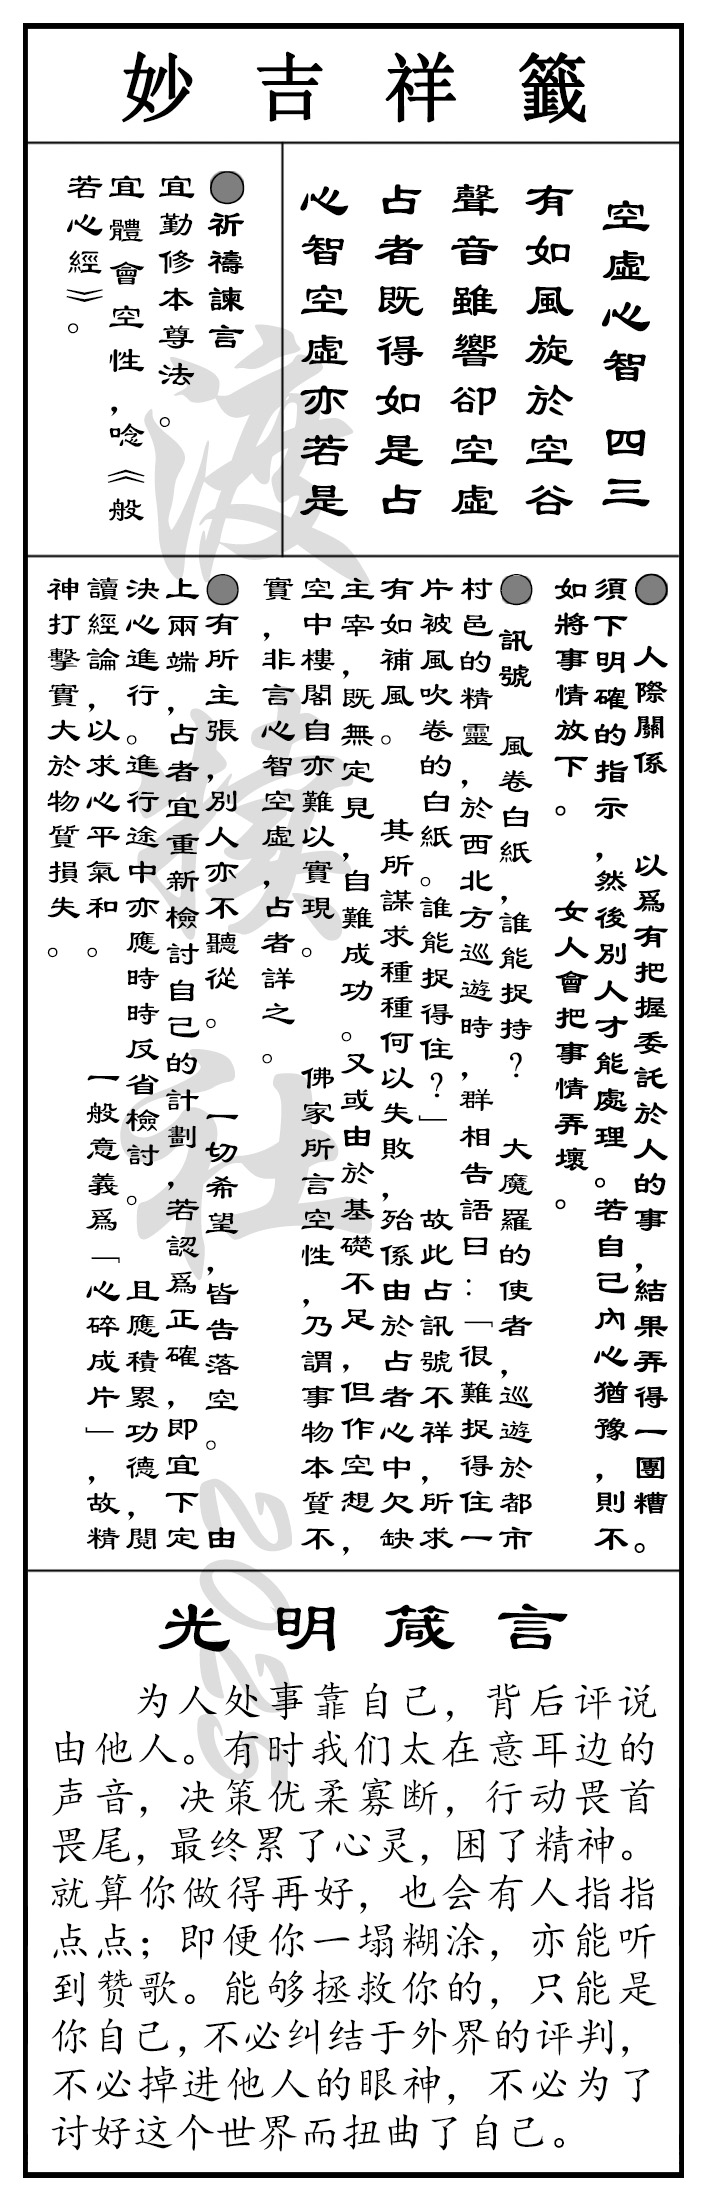 妙吉祥籤
空虛心智 四三
有如風旋於空谷
聲音雖響卻空虛
占者既得如是占
心智空虛亦若是
●祈禱諫言
宜勤修本尊法。
宜體會空性，唸《般
若心經》。
● 人際關係 以爲有把握委託於人的事，結果弄得一團糟。
須下明確的指示，然後別人才能處理。若自己內心猶豫，則不
如將事情放下。 女人會把事情弄壞。
● 訊號 風卷白紙，誰能捉持？ 大魔羅的使者，巡遊於都市
村邑的精靈，於西北方巡遊時，群相告語曰：「很難捉得住一
片被風吹卷的白紙。誰能捉得住？」 故此占訊號不祥，所求
有如補風。 其所謀求種種何以失敗，殆係由於占者心中欠缺
主宰，既無定見，自難成功。又或由於基礎不足，但作空想，
空中樓閣自亦難以實現。 佛家所言空性，乃謂事物本質不
實，非言心智空虛，占者詳之。
●有所主張，別人亦不聽從。 一切希望，皆告落空。 由
上兩端，占者宜重新檢討自己的計劃，若認爲正確，即宜下定
決心進行。進行途中亦應時時反省檢討。 且應積累功德，閱
讀經論，以求心平氣和。 一般意義爲「心碎成片」，故精
神打擊實大於物質損失。
光明箴言
为人处事靠自己，背后评说
由他人。有时我们太在意耳边的
声音，决策优柔寡断，行动畏首
畏尾，最终累了心灵，困了精神。
就算你做得再好，也会有人指指
点点；即便你一塌糊涂，亦能听
到赞歌。能够拯救你的，只能是
你自己，不必纠结于外界的评判，
不必掉进他人的眼神，不必为了
讨好这个世界而扭曲了自己。
渡
社
2025